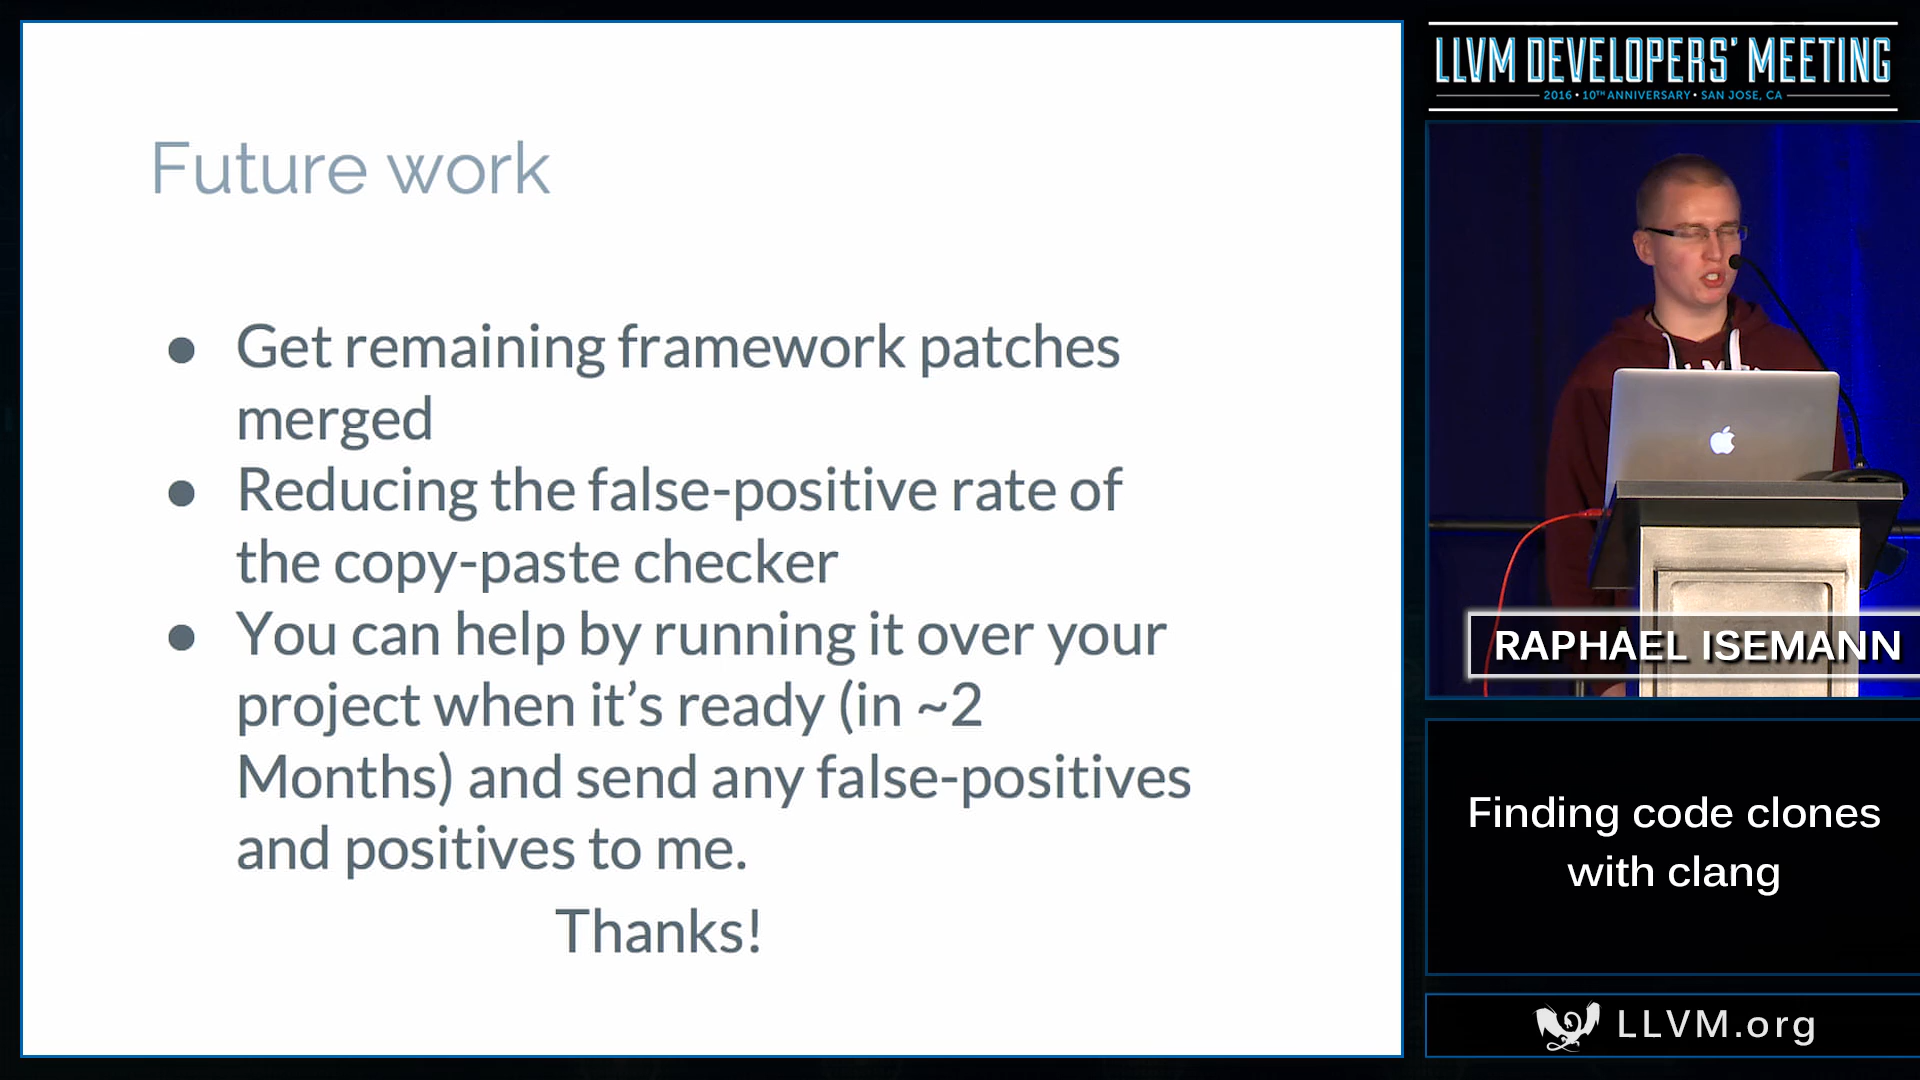 Future work
● Get remaining framework patches
merged
● Reducing the false-positive rate of
the copy-paste checker
● You can help by running it over your
project when it’s ready (in ~2
Months) and send any false-positives
and positives to me.
Thanks!
LLVM DEVELOPERS’ MEETING
2016 • 10TH ANNIVERSARY • SAN JOSE, CA
RAPHAEL ISEMANN
Finding code clones
with clang
LLVM.org